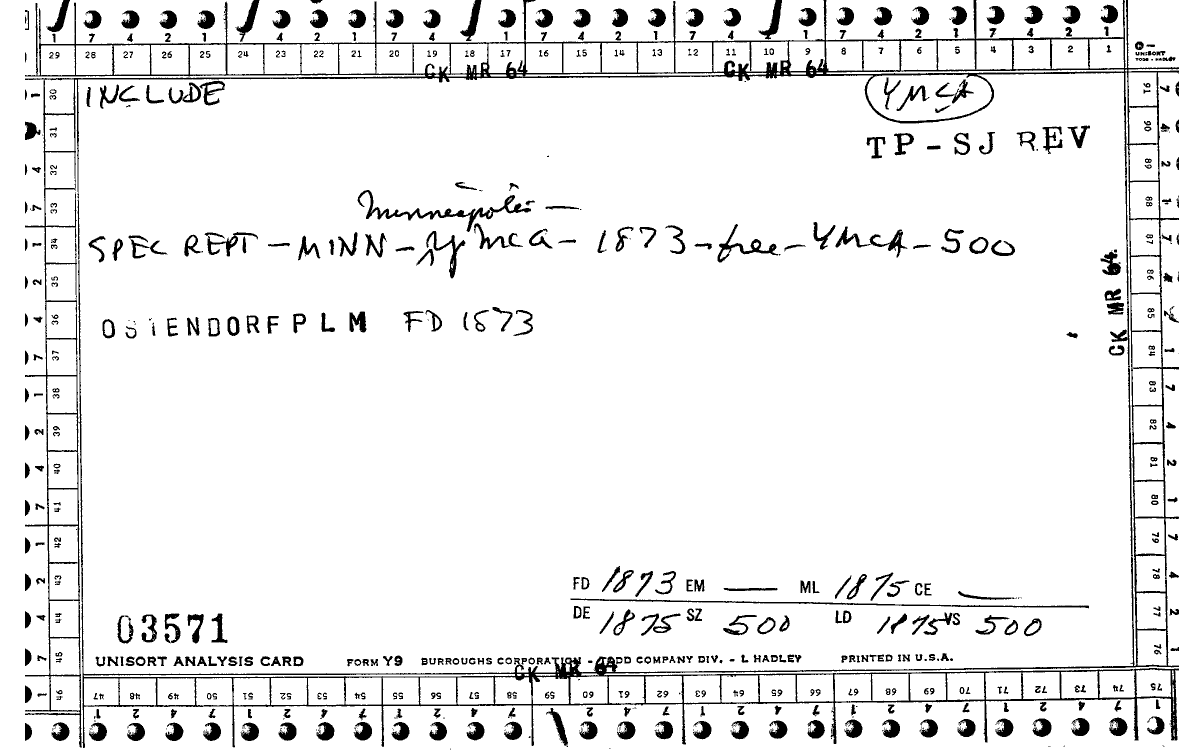 7 4 2 1 7 4 2 1 7 4 2 1 7 4 2 1 7 4 2 1 7 4 2 1 7 4 2 1
29 28 27 26 25 24 23 22 21 20 19 18 17 16 15 14 13 12 11 10 9 8 7 6 5 4 3 2 1
UNISORT
TODD - HADLEY
CK MR 64 CK MR 64
INCLUDE YMCA
TP-SJ REV
Minneapolis —
SPEC REPT - MINN - YMCA - 1873 - free - YMCA - 500
OSTENDORF P L M FD 1873
CK MR 64
FD 1873 EM — ML 1875 CE —
DE 1875 SZ 500 LD 1875 VS 500
03571
UNISORT ANALYSIS CARD FORM Y9 BURROUGHS CORPORATION - TODD COMPANY DIV. - L HADLEY PRINTED IN U.S.A.
CK MR 64
30 31 32 33 34 35 36 37 38 39 40 41 42 43 44 45 46
47 48 49 50 51 52 53 54 55 56 57 58 59 60 61 62 63 64 65 66 67 68 69 70 71 72 73 74 75
91 90 89 88 87 86 85 84 83 82 81 80 79 78 77 76